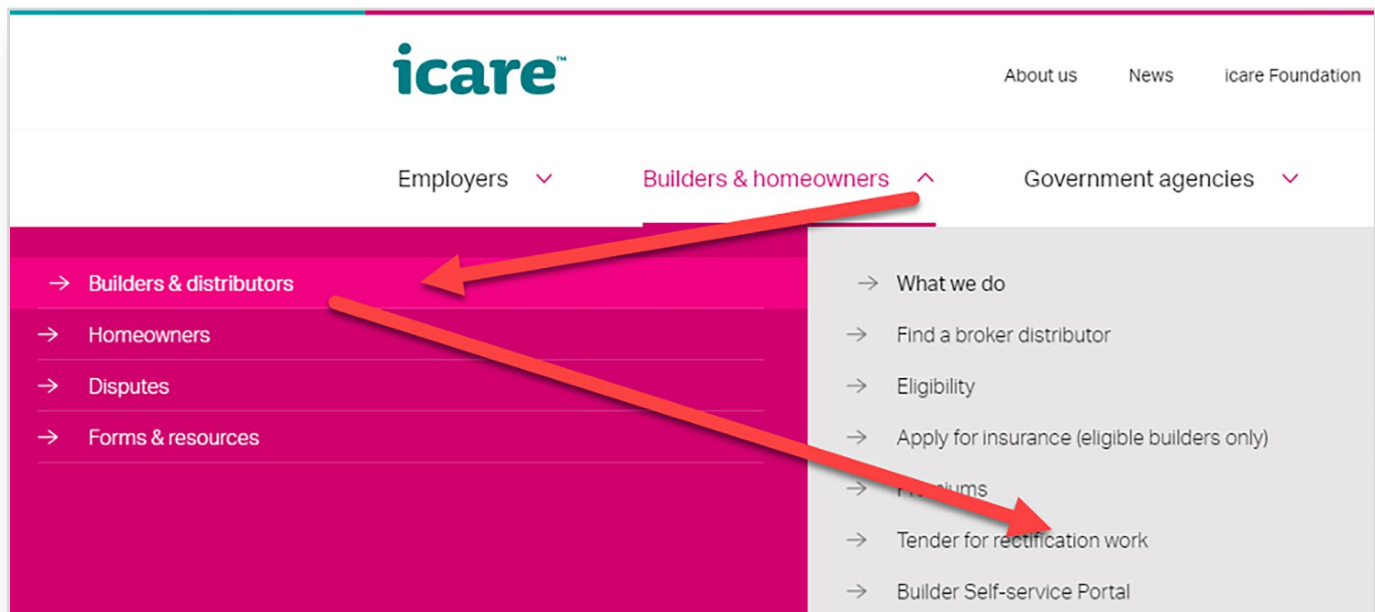 icare™
About us News icare Foundation
Employers Builders & homeowners Government agencies
Builders & distributors
Homeowners
Disputes
Forms & resources
What we do
Find a broker distributor
Eligibility
Apply for insurance (eligible builders only)
Premiums
Tender for rectification work
Builder Self-service Portal